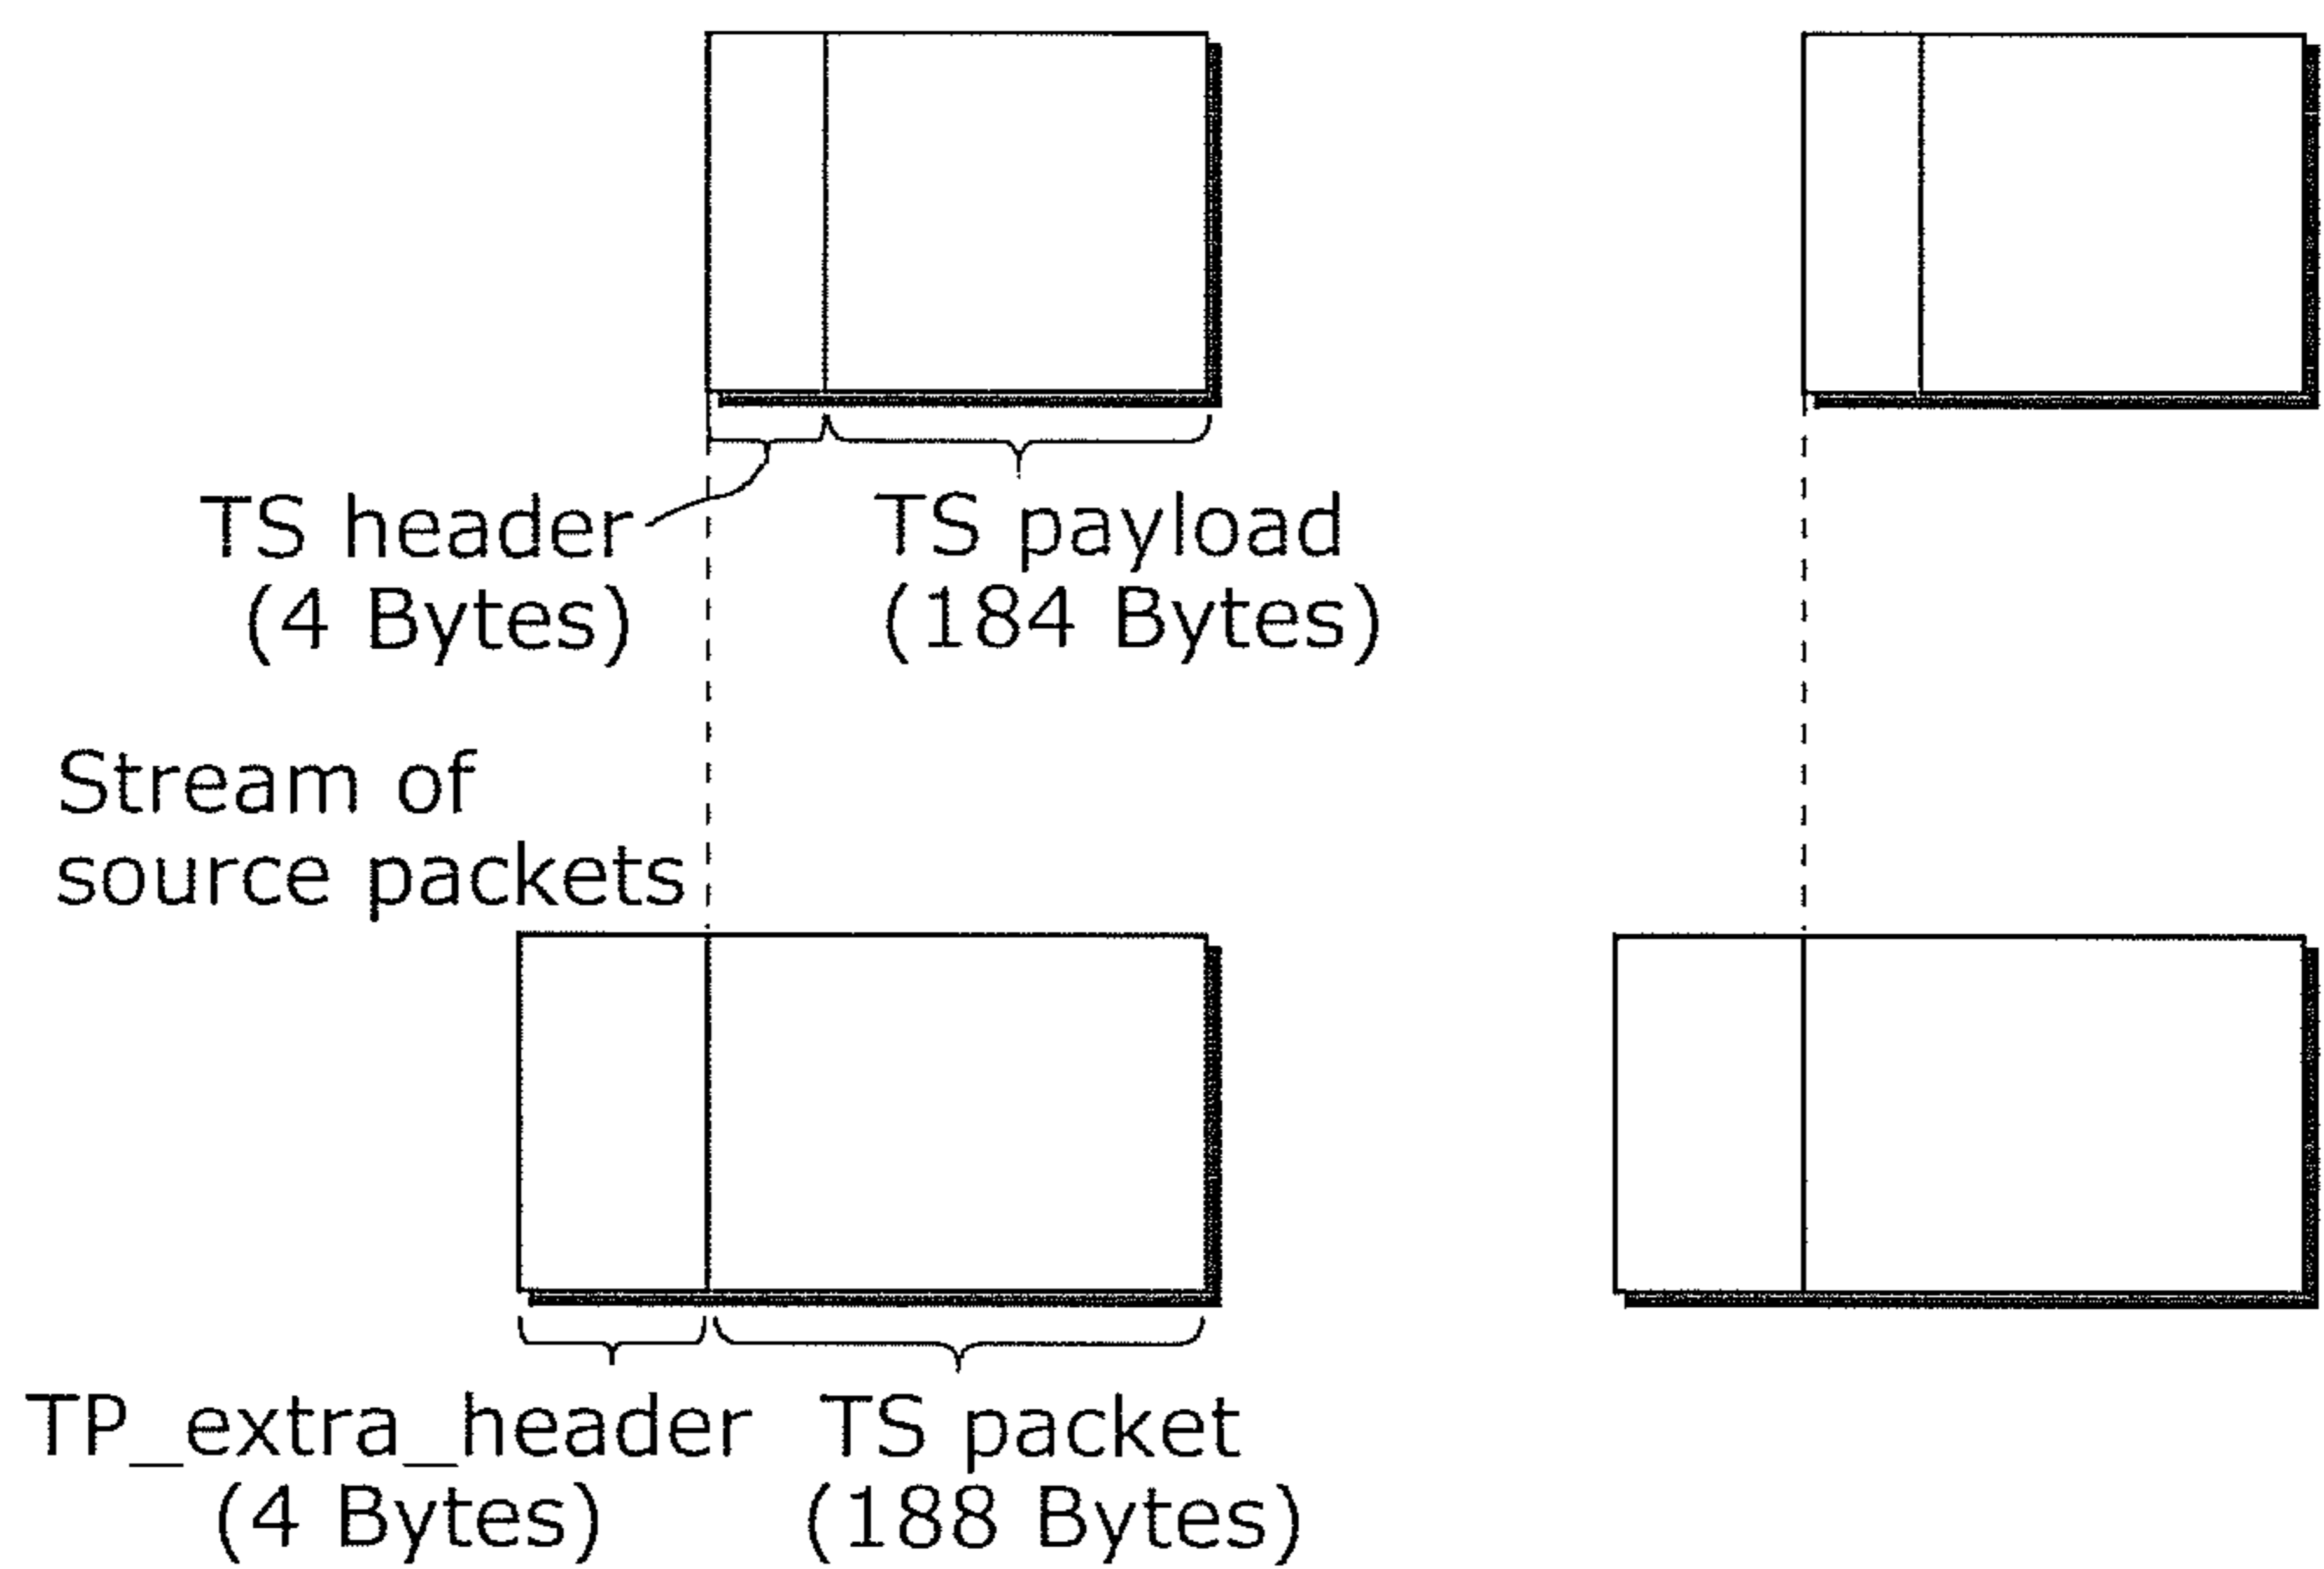 TS header
(4 Bytes)
TS payload
(184 Bytes)
Stream of
source packets
TP_extra_header
(4 Bytes)
TS packet
(188 Bytes)